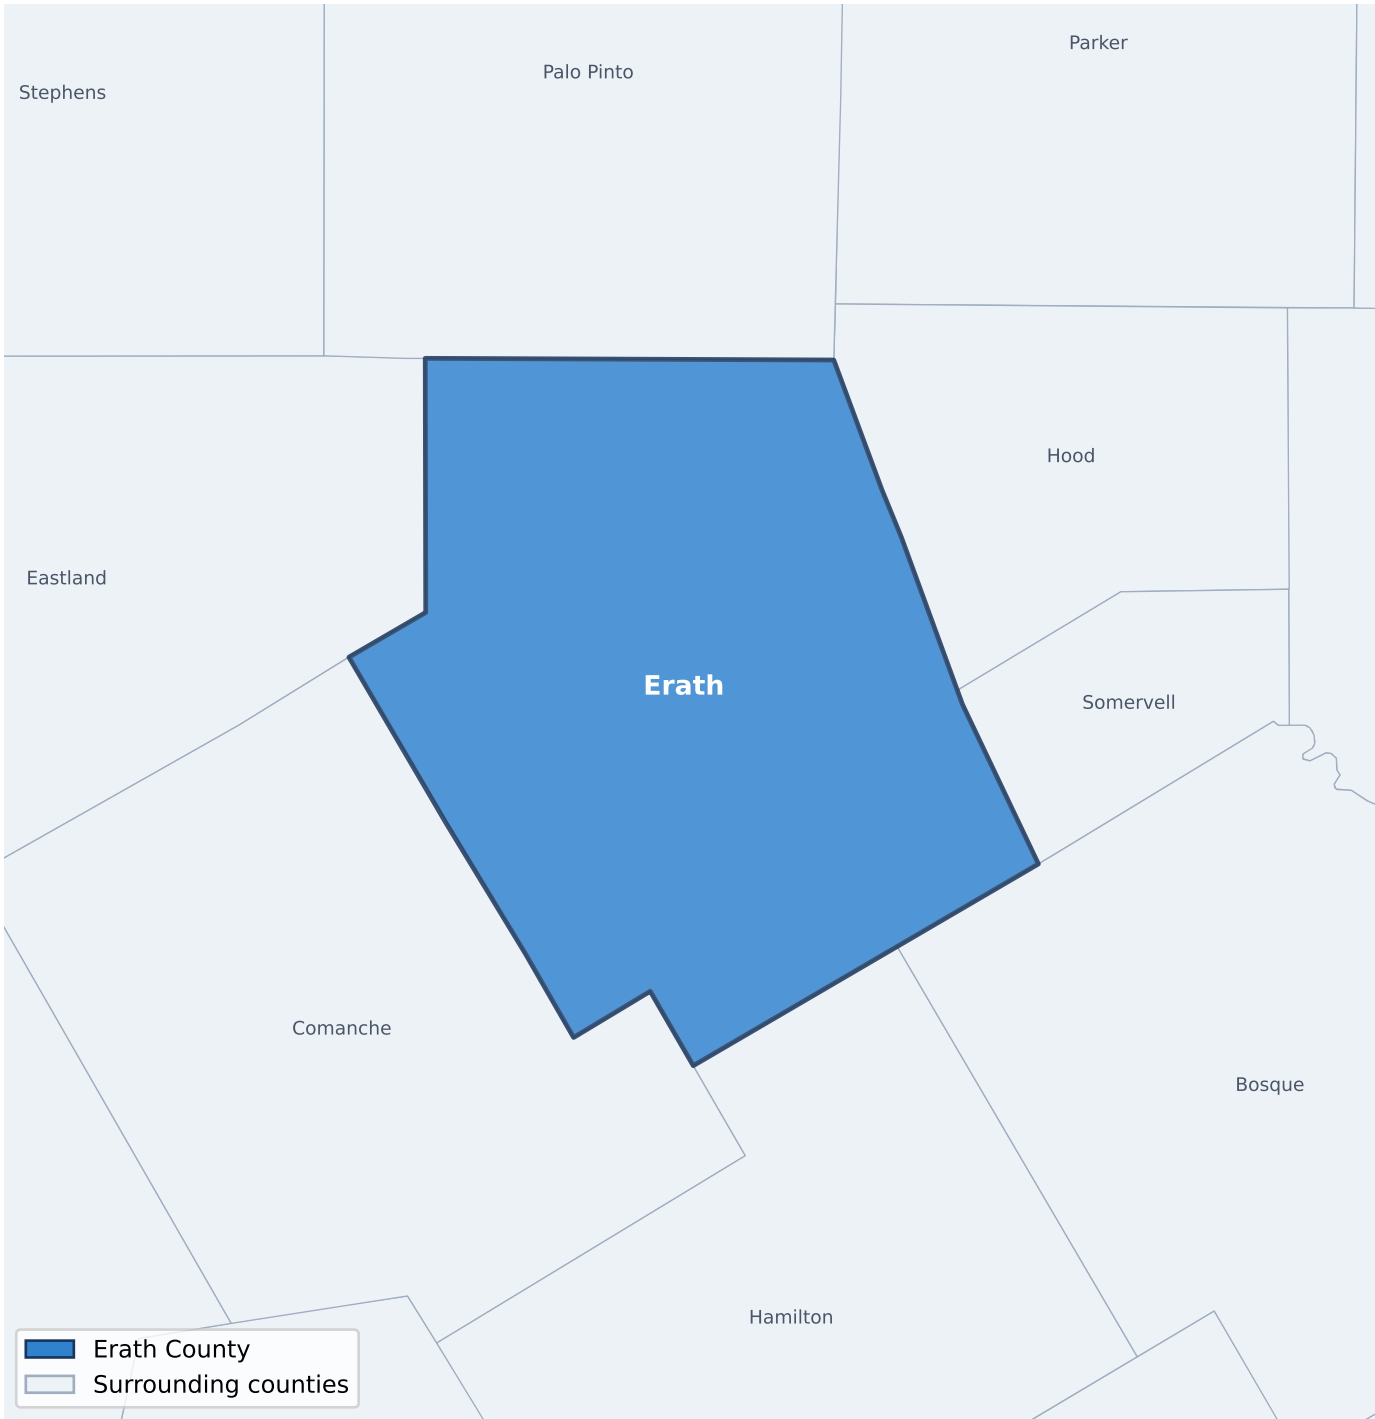 Parker
Palo Pinto
Stephens
Hood
Eastland
Erath
Somervell
Comanche
Bosque
Hamilton
Erath County
Surrounding counties